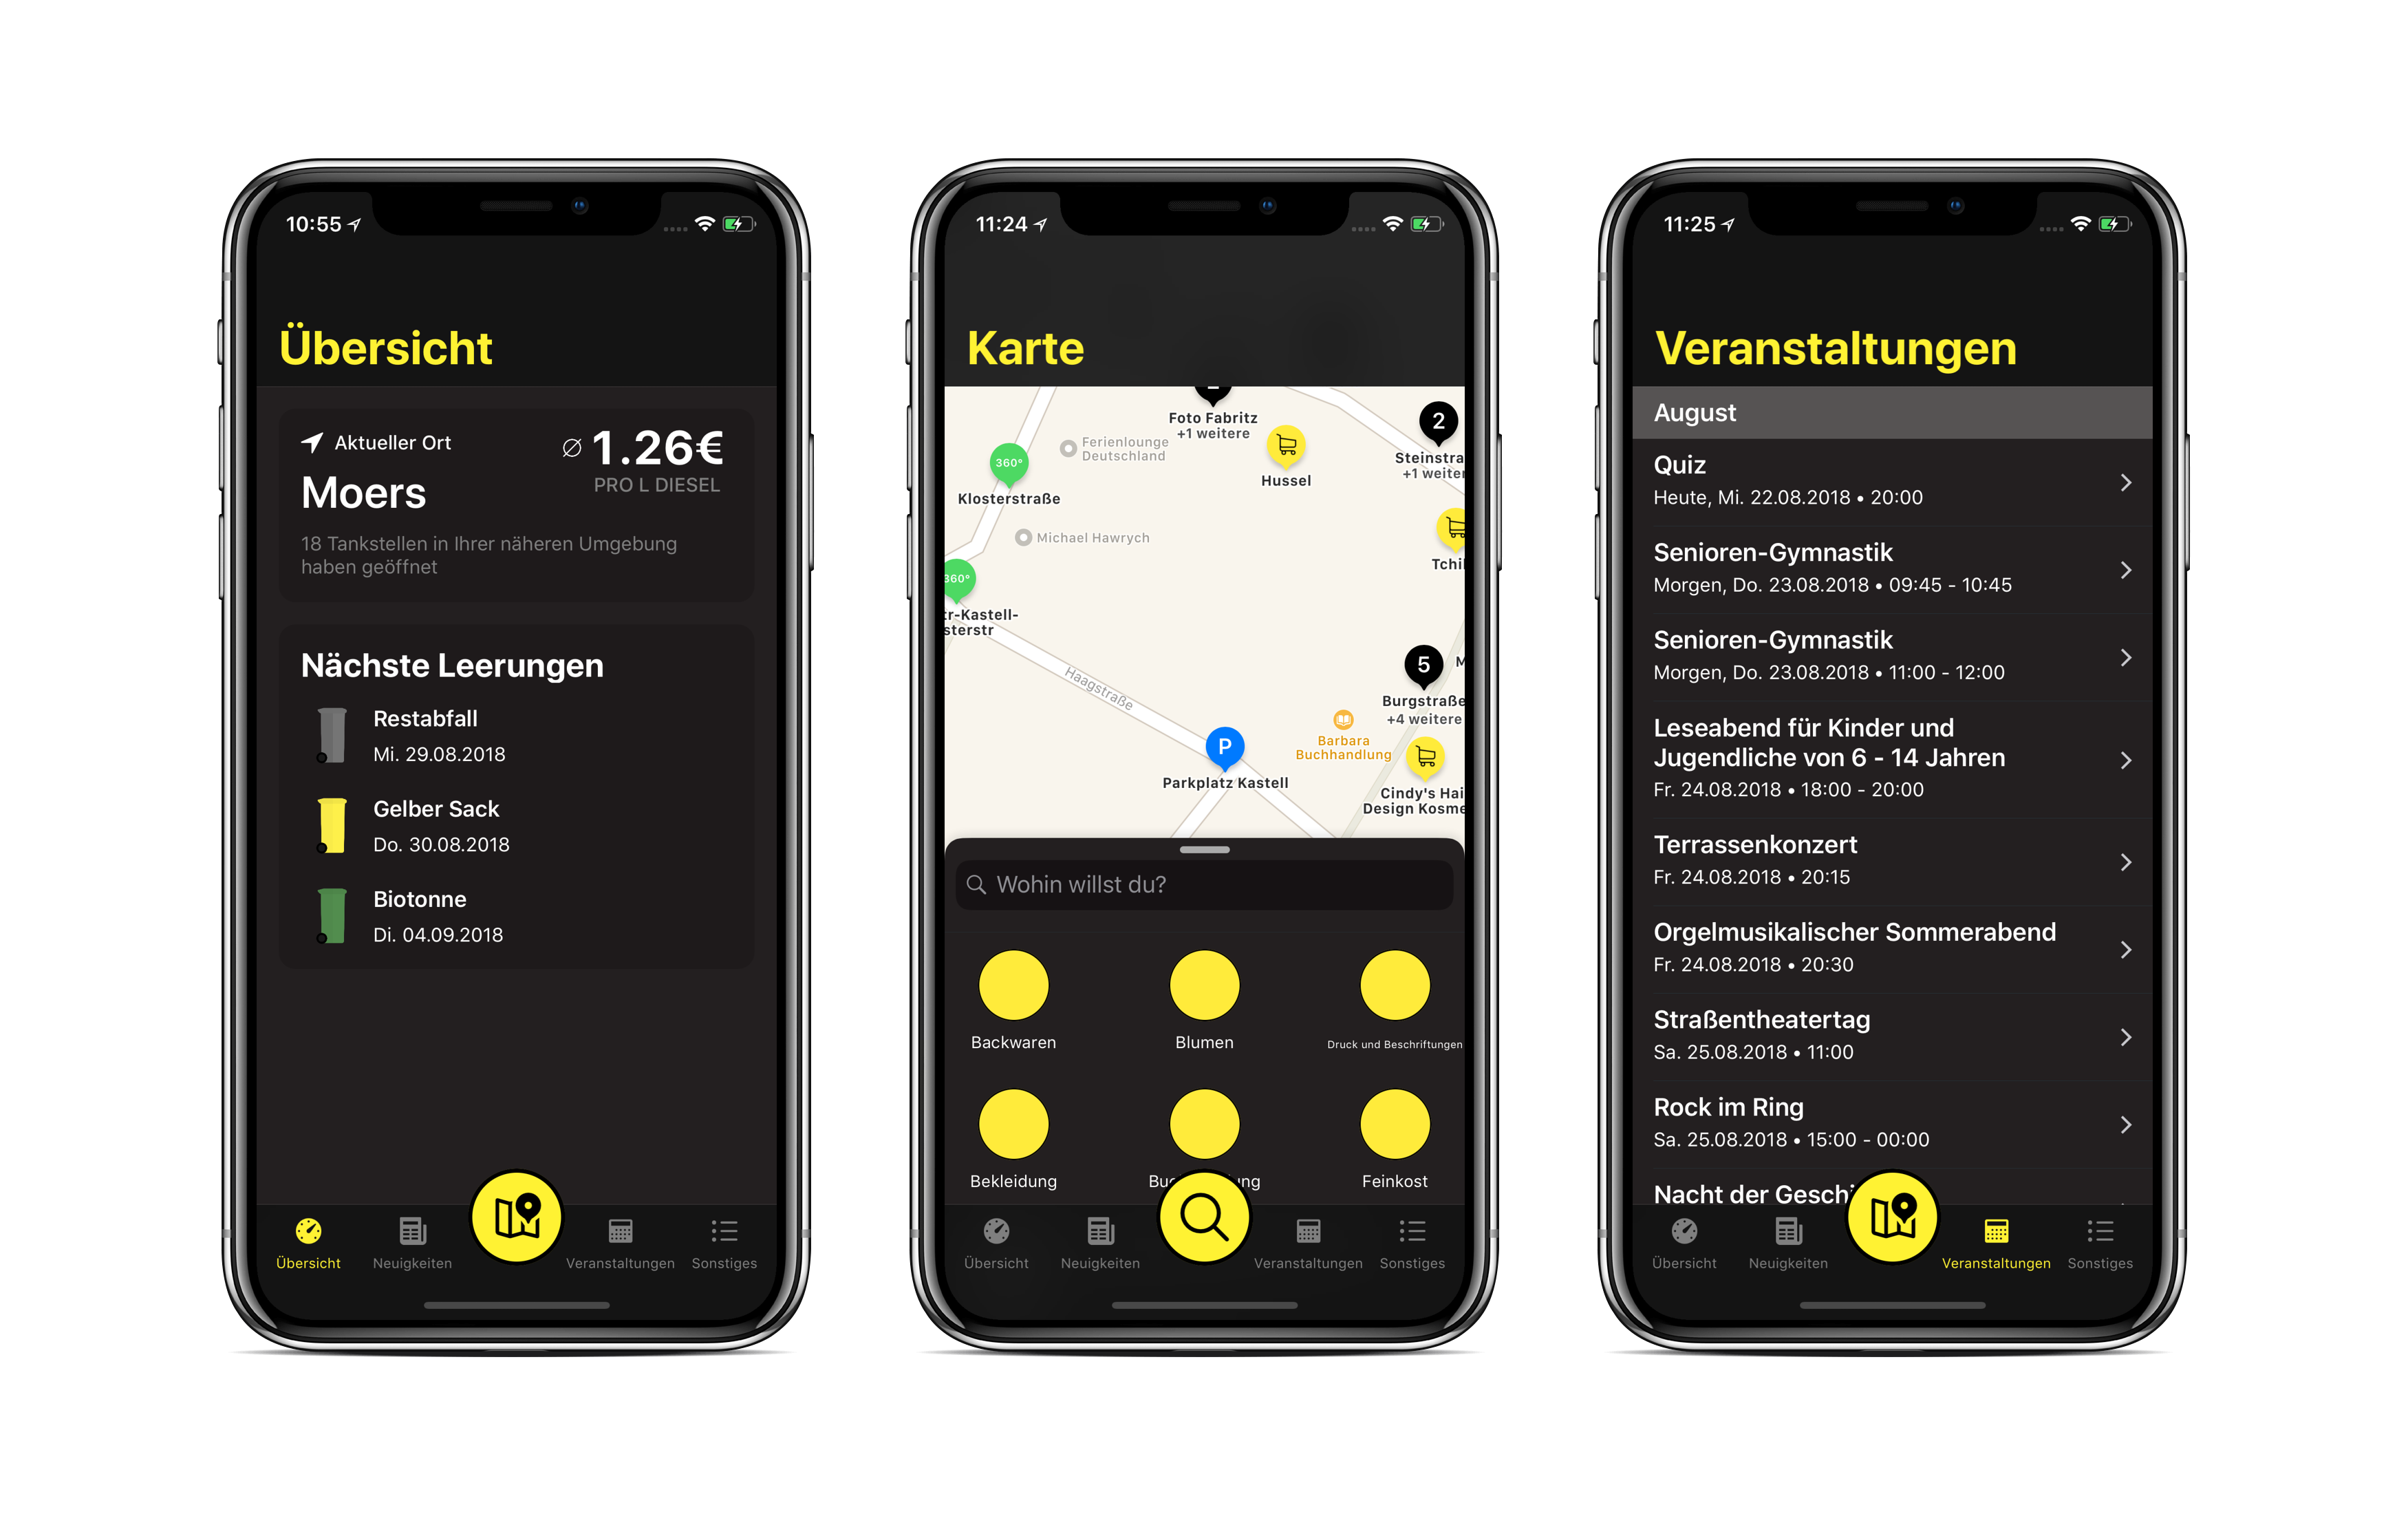 10:55
Übersicht
Aktueller Ort
Ø 1.26€
Moers
PRO L DIESEL
18 Tankstellen in Ihrer näheren Umgebung
haben geöffnet
Nächste Leerungen
Restabfall
Mi. 29.08.2018
Gelber Sack
Do. 30.08.2018
Biotonne
Di. 04.09.2018
Übersicht
Neuigkeiten
Veranstaltungen
Sonstiges
11:24
Karte
Foto Fabritz
+1 weitere
2
Steinstra
+1 weiter
Ferienlounge
Deutschland
Hussel
360°
Klosterstraße
Michael Hawrych
Tchi
360°
tr-Kastell-
sterstr
Haagstraße
5
M
Burgstraße
+4 weitere
Barbara
Buchhandlung
P
Parkplatz Kastell
Cindy's Hai
Design Kosme
Wohin willst du?
Backwaren
Blumen
Druck und Beschriftungen
Bekleidung
Feinkost
Übersicht
Neuigkeiten
Veranstaltungen
Sonstiges
11:25
Veranstaltungen
August
Quiz
Heute, Mi. 22.08.2018 • 20:00
Senioren-Gymnastik
Morgen, Do. 23.08.2018 • 09:45 - 10:45
Senioren-Gymnastik
Morgen, Do. 23.08.2018 • 11:00 - 12:00
Leseabend für Kinder und
Jugendliche von 6 - 14 Jahren
Fr. 24.08.2018 • 18:00 - 20:00
Terrassenkonzert
Fr. 24.08.2018 • 20:15
Orgelmusikalischer Sommerabend
Fr. 24.08.2018 • 20:30
Straßentheatertag
Sa. 25.08.2018 • 11:00
Rock im Ring
Sa. 25.08.2018 • 15:00 - 00:00
Nacht der Geschi
Übersicht
Neuigkeiten
Veranstaltungen
Sonstiges